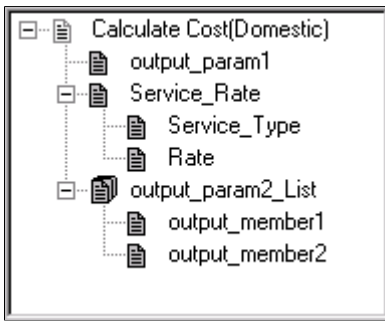 Calculate Cost(Domestic)
output_param1
Service_Rate
Service_Type
Rate
output_param2_List
output_member1
output_member2